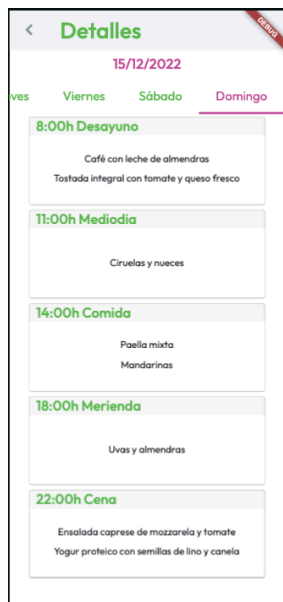 Detalles
DEBUG
15/12/2022
ves Viernes Sábado Domingo
8:00h Desayuno
Café con leche de almendras
Tostada integral con tomate y queso fresco
11:00h Mediodia
Ciruelas y nueces
14:00h Comida
Paella mixta
Mandarinas
18:00h Merienda
Uvas y almendras
22:00h Cena
Ensalada caprese de mozzarela y tomate
Yogur proteico con semillas de lino y canela